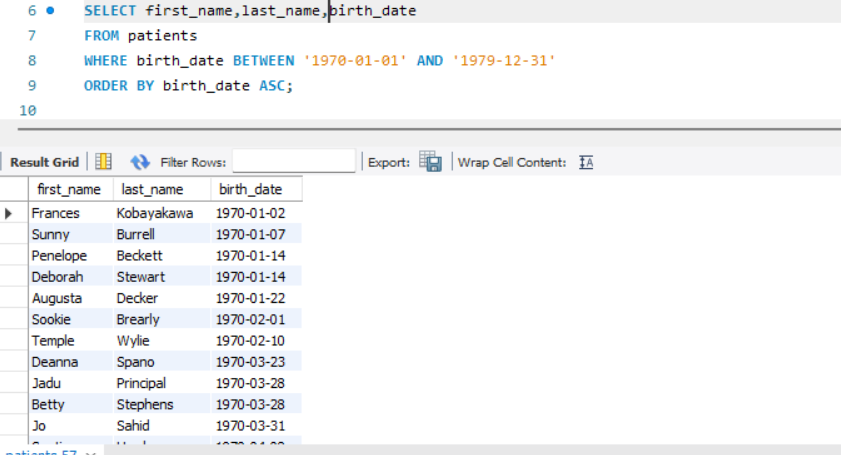 6 SELECT first_name,last_name,birth_date
7 FROM patients
8 WHERE birth_date BETWEEN '1970-01-01' AND '1979-12-31'
9 ORDER BY birth_date ASC;
10
Result Grid Filter Rows: Export: Wrap Cell Content: IA
first_name last_name birth_date
Frances Kobayakawa 1970-01-02
Sunny Burrell 1970-01-07
Penelope Beckett 1970-01-14
Deborah Stewart 1970-01-14
Augusta Decker 1970-01-22
Sookie Brearly 1970-02-01
Temple Wylie 1970-02-10
Deanna Spano 1970-03-23
Jadu Principal 1970-03-28
Betty Stephens 1970-03-28
Jo Sahid 1970-03-31
patients 57